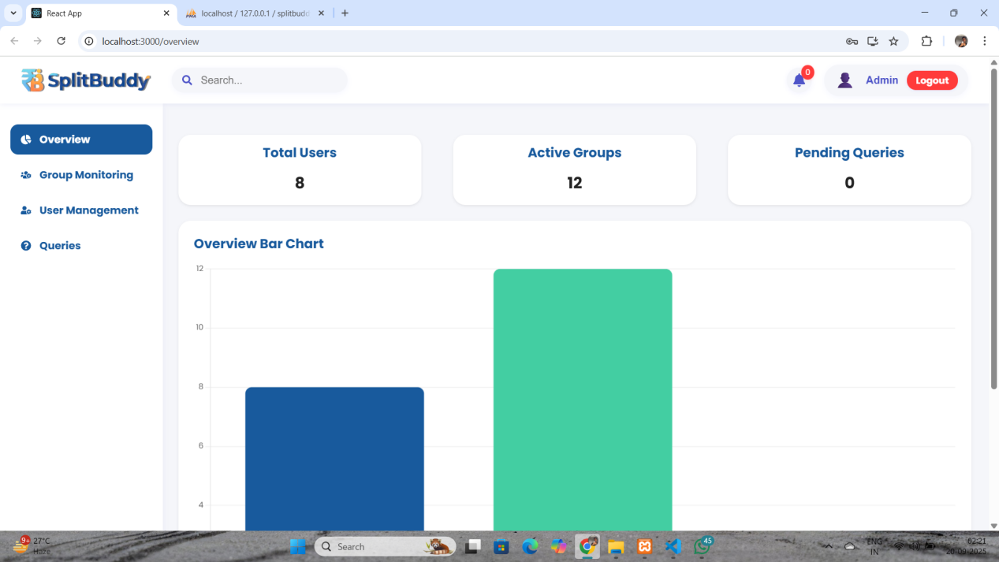 React App
localhost / 127.0.0.1 / splitbudd
localhost:3000/overview
SplitBuddy
Search...
0
Admin
Logout
Overview
Group Monitoring
User Management
Queries
Total Users
8
Active Groups
12
Pending Queries
0
Overview Bar Chart
12
10
8
6
4
9+
27°C
Haze
Search
45
ENG
IN
02:21
20-09-2025